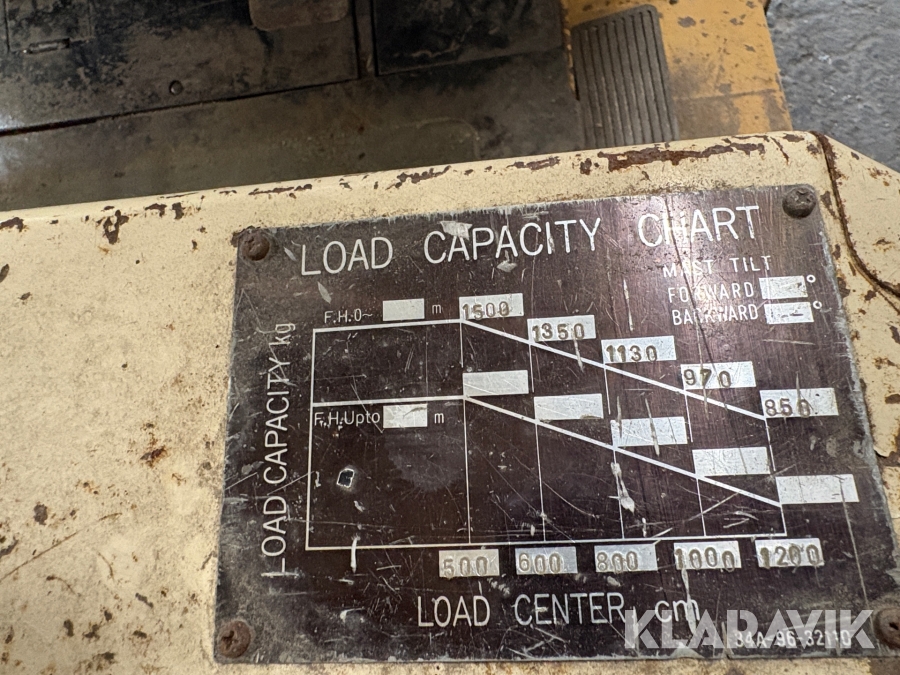 LOAD CAPACITY CHART
MAST TILT
FORWARD °
BACKWARD °
F.H.0~ m
1500
1350
1130
970
850
F.H.Upto m
LOAD CAPACITY kg
500 600 800 1000 1200
LOAD CENTER cm
KLARAVIK